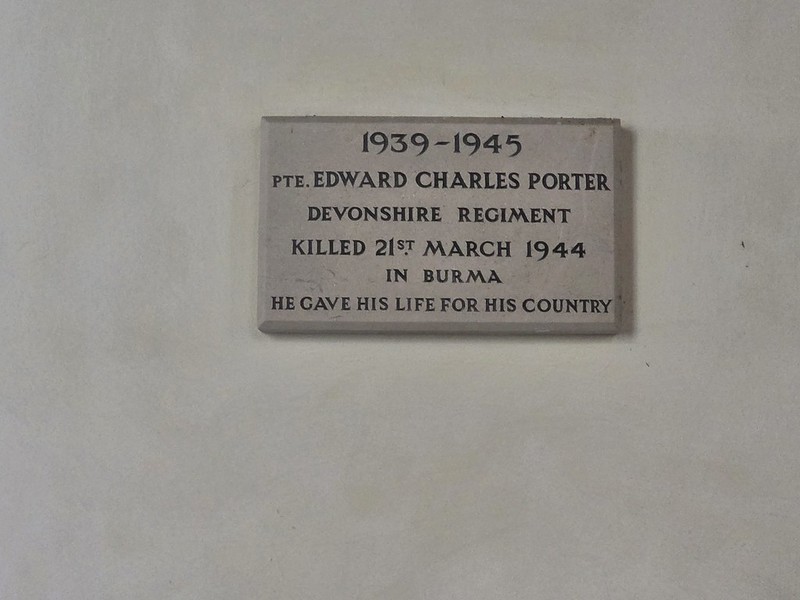 1939-1945
PTE. EDWARD CHARLES PORTER
DEVONSHIRE REGIMENT
KILLED 21ST MARCH 1944
IN BURMA
HE GAVE HIS LIFE FOR HIS COUNTRY